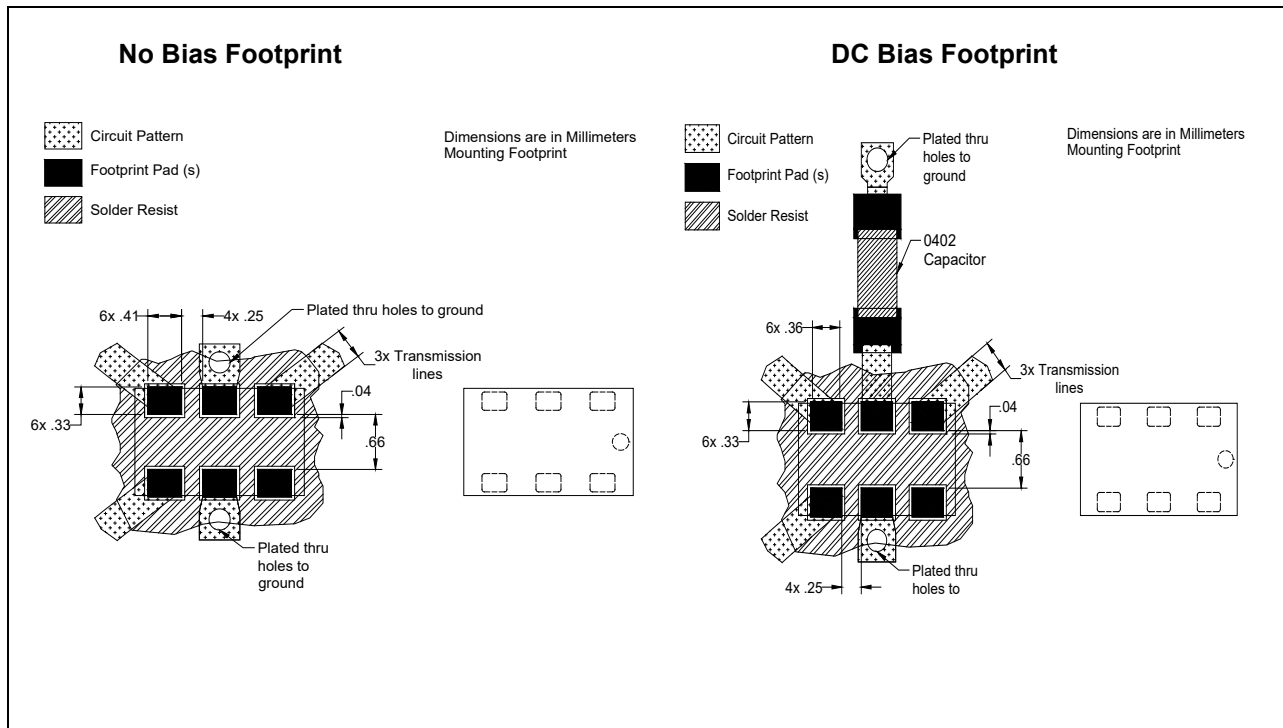 No Bias Footprint
Circuit Pattern
Footprint Pad (s)
Solder Resist
Dimensions are in Millimeters
Mounting Footprint
6x .41
4x .25
Plated thru holes to ground
3x Transmission
lines
.04
6x .33
.66
Plated thru
holes to
ground
DC Bias Footprint
Circuit Pattern
Footprint Pad (s)
Solder Resist
Plated thru
holes to
ground
Dimensions are in Millimeters
Mounting Footprint
0402
Capacitor
6x .36
3x Transmission
lines
.04
6x .33
.66
4x .25
Plated thru
holes to